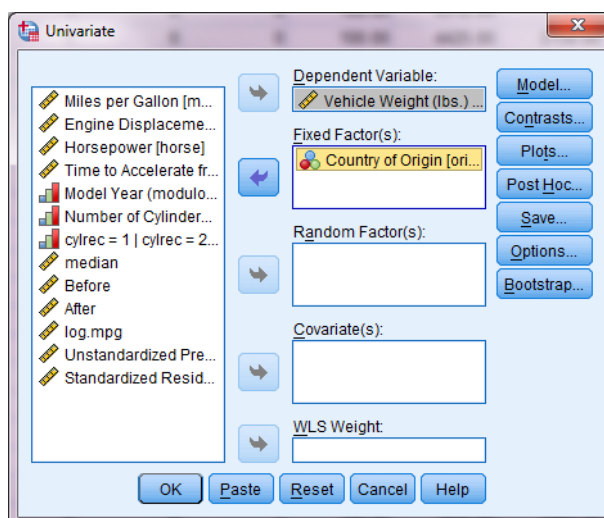 Univariate
Miles per Gallon [m...
Engine Displaceme...
Horsepower [horse]
Time to Accelerate fr...
Model Year (modulo...
Number of Cylinder...
cylrec = 1 | cylrec = 2...
median
Before
After
log.mpg
Unstandardized Pre...
Standardized Resid...
Dependent Variable:
Vehicle Weight (lbs.) ...
Fixed Factor(s):
Country of Origin [ori...
Random Factor(s):
Covariate(s):
WLS Weight:
Model...
Contrasts...
Plots...
Post Hoc...
Save...
Options...
Bootstrap...
OK
Paste
Reset
Cancel
Help